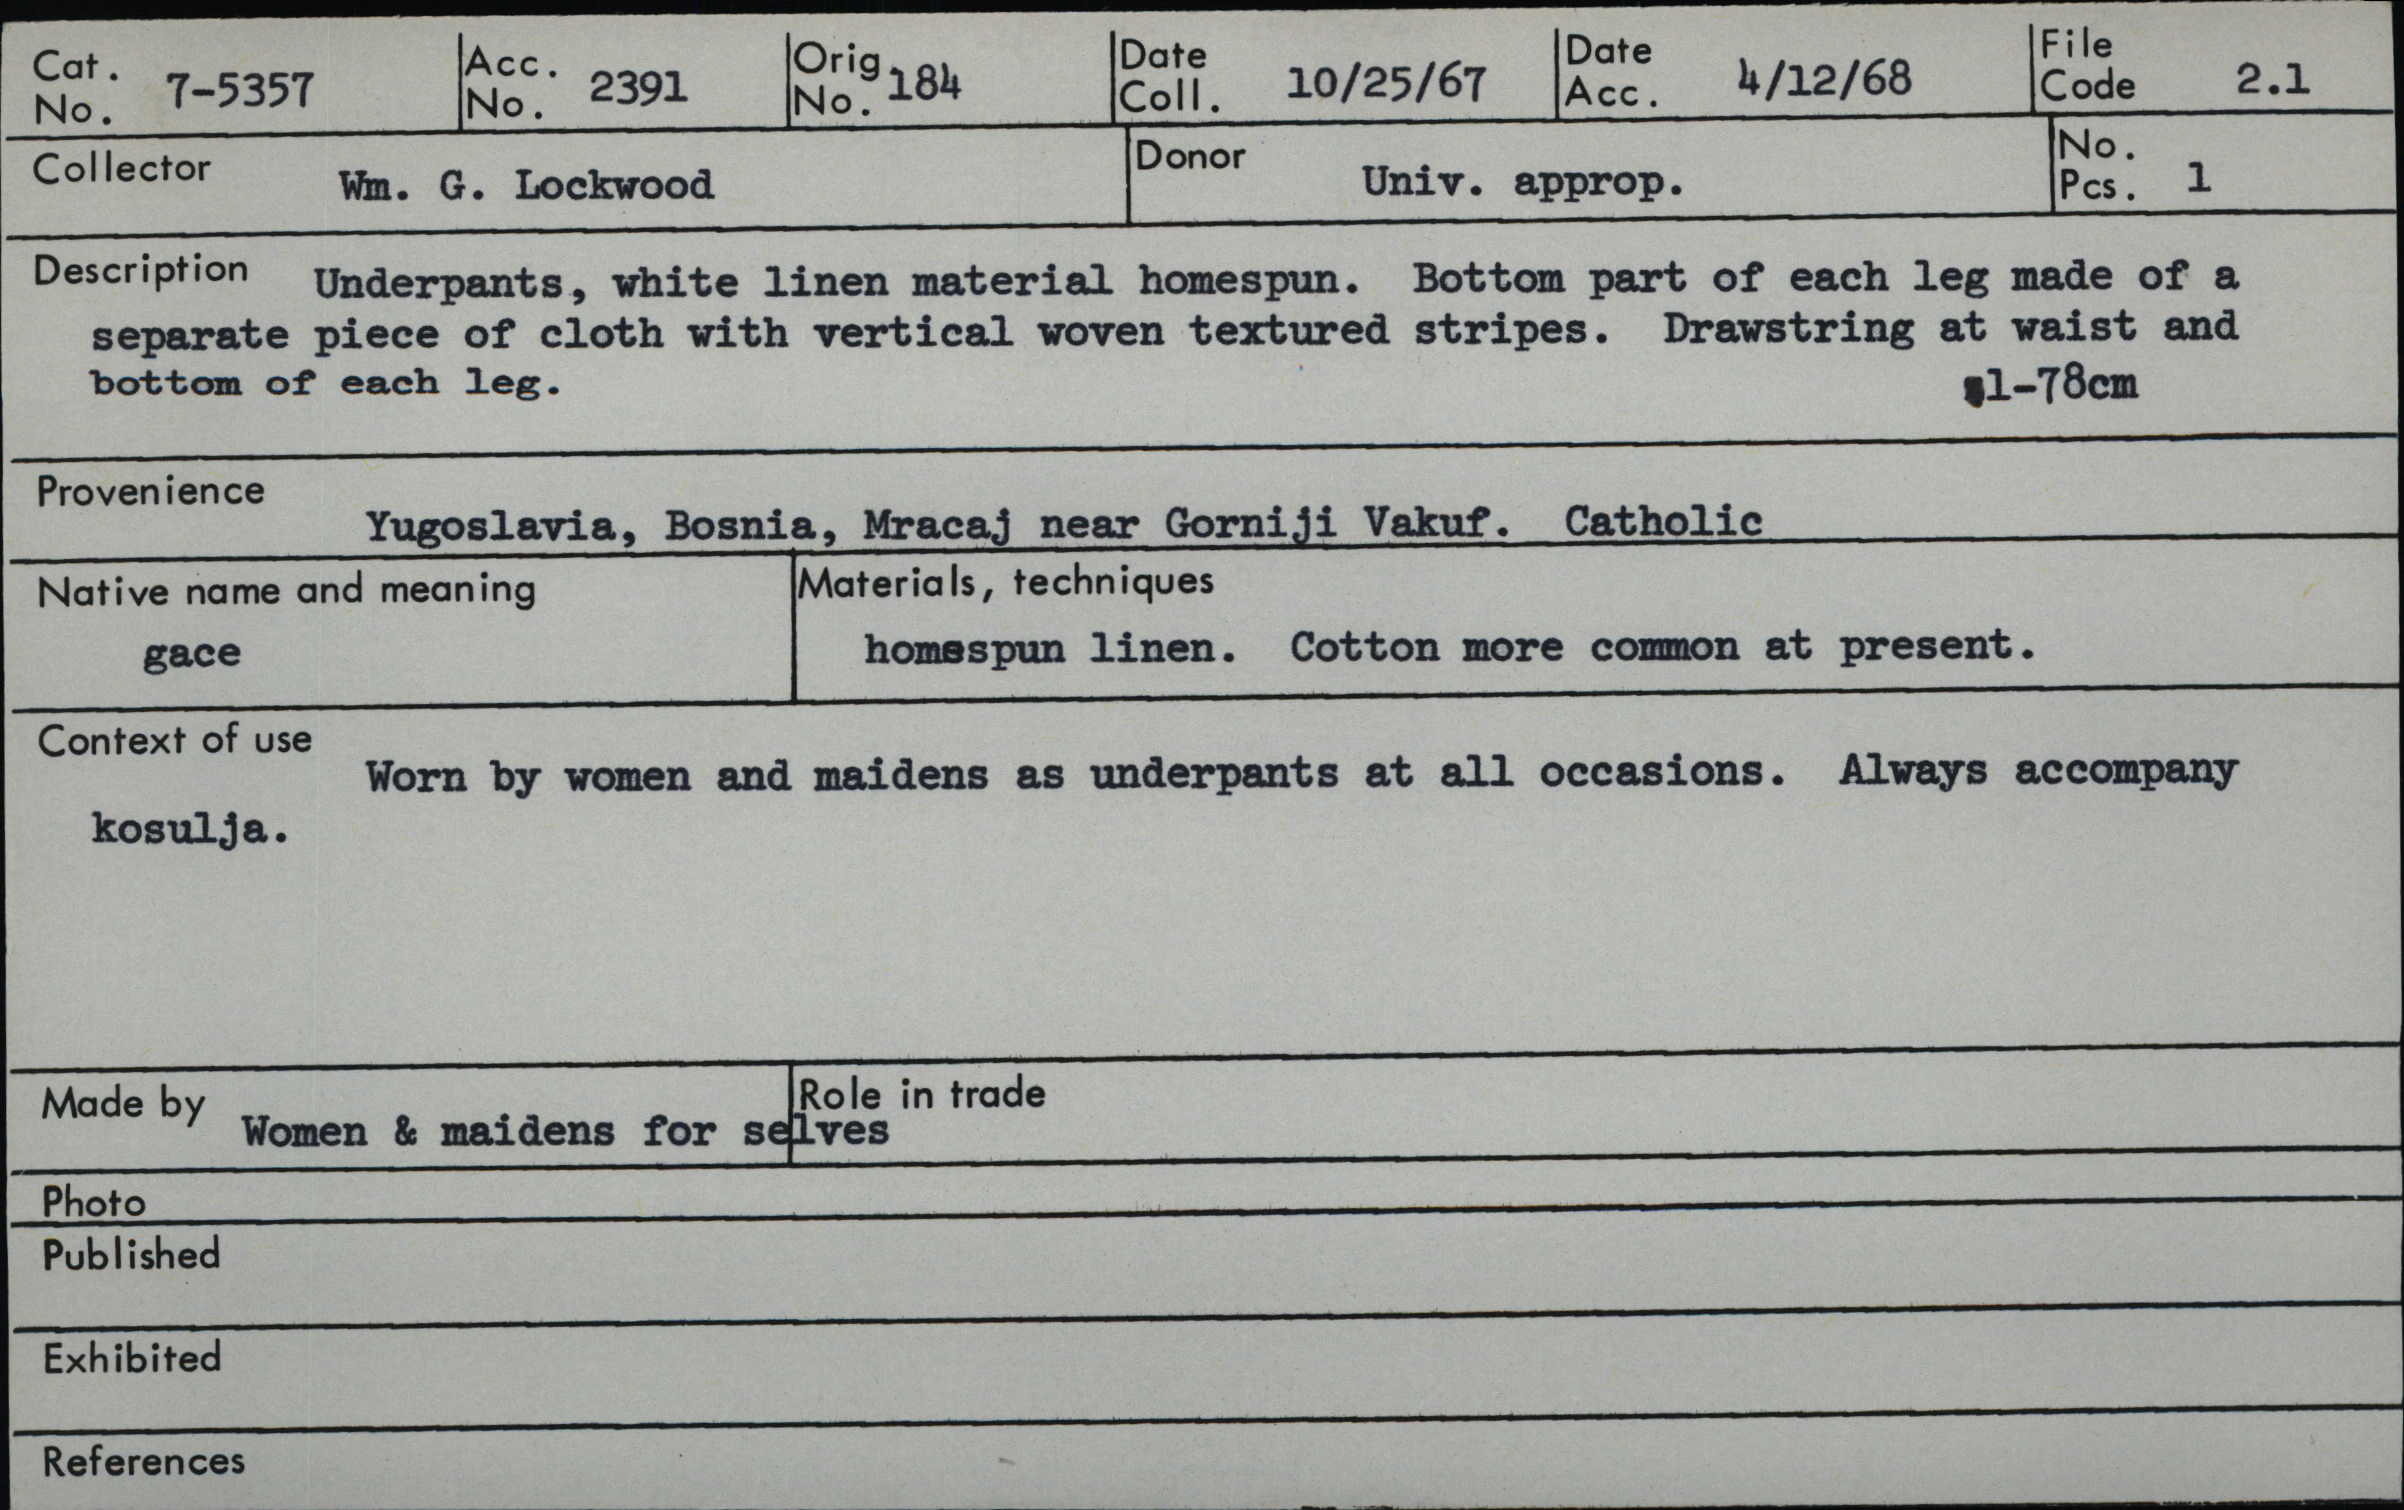 Cat. No. 7-5357 Acc. No. 2391 Orig. No. 184 Date Coll. 10/25/67 Date Acc. 4/12/68 File Code 2.1
Collector Wm. G. Lockwood Donor Univ. approp. No. Pcs. 1
Description Underpants, white linen material homespun. Bottom part of each leg made of a
separate piece of cloth with vertical woven textured stripes. Drawstring at waist and
bottom of each leg. l-78cm
Provenience
Yugoslavia, Bosnia, Mracaj near Gorniji Vakuf. Catholic
Native name and meaning
gace
Materials, techniques
homespun linen. Cotton more common at present.
Context of use
Worn by women and maidens as underpants at all occasions. Always accompany
kosulja.
Made by Women & maidens for selves
Role in trade
Photo
Published
Exhibited
References